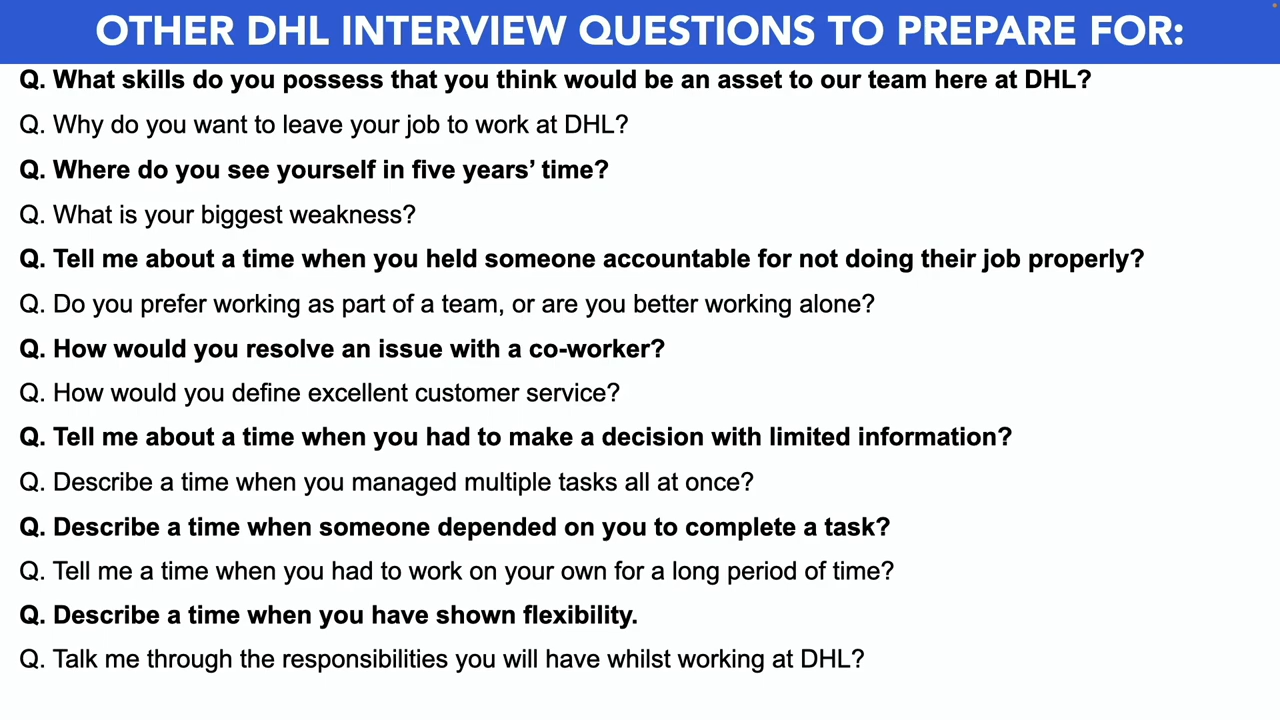 OTHER DHL INTERVIEW QUESTIONS TO PREPARE FOR:
Q. What skills do you possess that you think would be an asset to our team here at DHL?
Q. Why do you want to leave your job to work at DHL?
Q. Where do you see yourself in five years’ time?
Q. What is your biggest weakness?
Q. Tell me about a time when you held someone accountable for not doing their job properly?
Q. Do you prefer working as part of a team, or are you better working alone?
Q. How would you resolve an issue with a co-worker?
Q. How would you define excellent customer service?
Q. Tell me about a time when you had to make a decision with limited information?
Q. Describe a time when you managed multiple tasks all at once?
Q. Describe a time when someone depended on you to complete a task?
Q. Tell me a time when you had to work on your own for a long period of time?
Q. Describe a time when you have shown flexibility.
Q. Talk me through the responsibilities you will have whilst working at DHL?